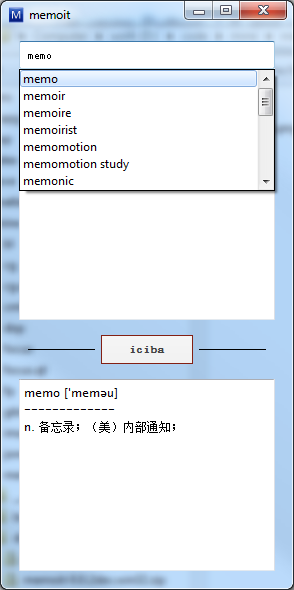 memoit
memo
memo
memoir
memoire
memoirist
memomotion
memomotion study
memonic
iciba
memo ['meməu]
-------------
n. 备忘录；（美）内部通知；